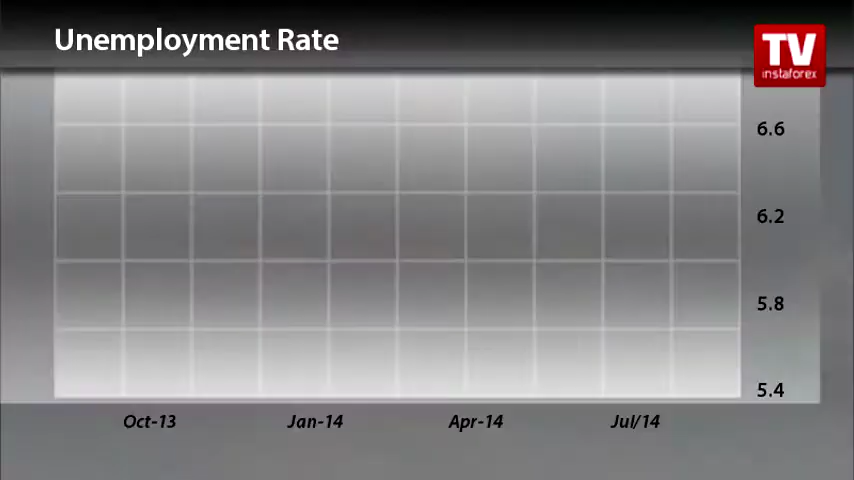 Unemployment Rate
TV
instaforex
6.6
6.2
5.8
5.4
Oct-13 Jan-14 Apr-14 Jul/14